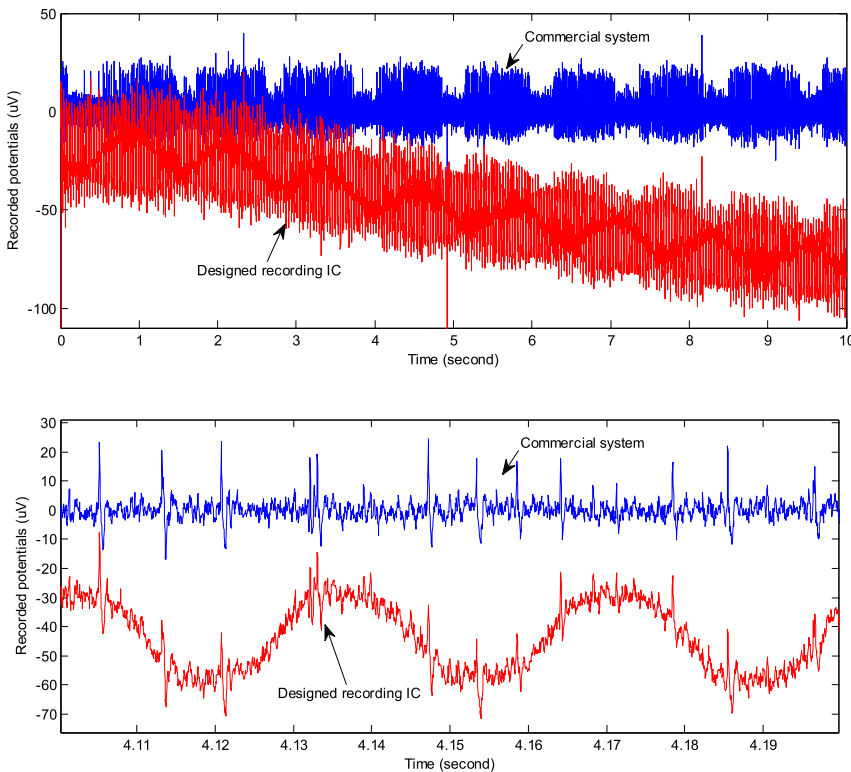 50
Commercial system
0
-50
Designed recording IC
-100
Recorded potentials (uV)
0 1 2 3 4 5 6 7 8 9 10
Time (second)
30
Commercial system
20
10
0
-10
-20
-30
-40
-50
-60
Designed recording IC
-70
Recorded potentials (uV)
4.11 4.12 4.13 4.14 4.15 4.16 4.17 4.18 4.19
Time (second)